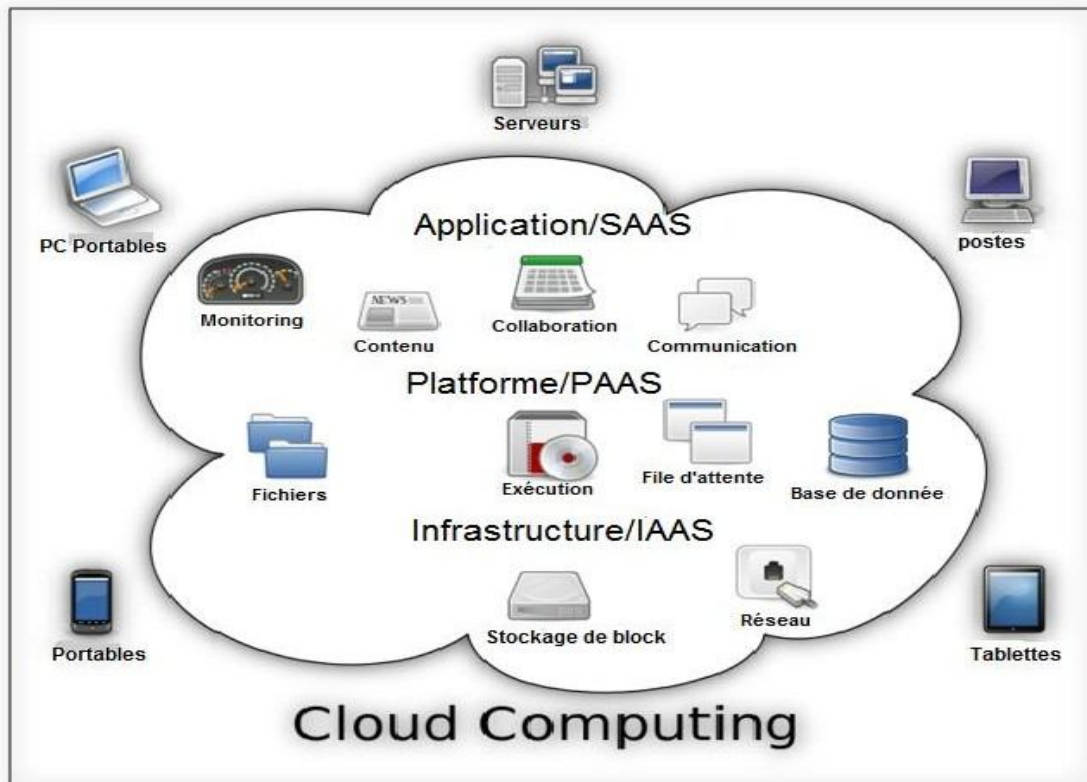 Serveurs
PC Portables
postes
Application/SAAS
Monitoring
NEWS
Contenu
Collaboration
Communication
Platforme/PAAS
Fichiers
Exécution
File d'attente
Base de donnée
Infrastructure/IAAS
Stockage de block
Réseau
Portables
Tablettes
Cloud Computing